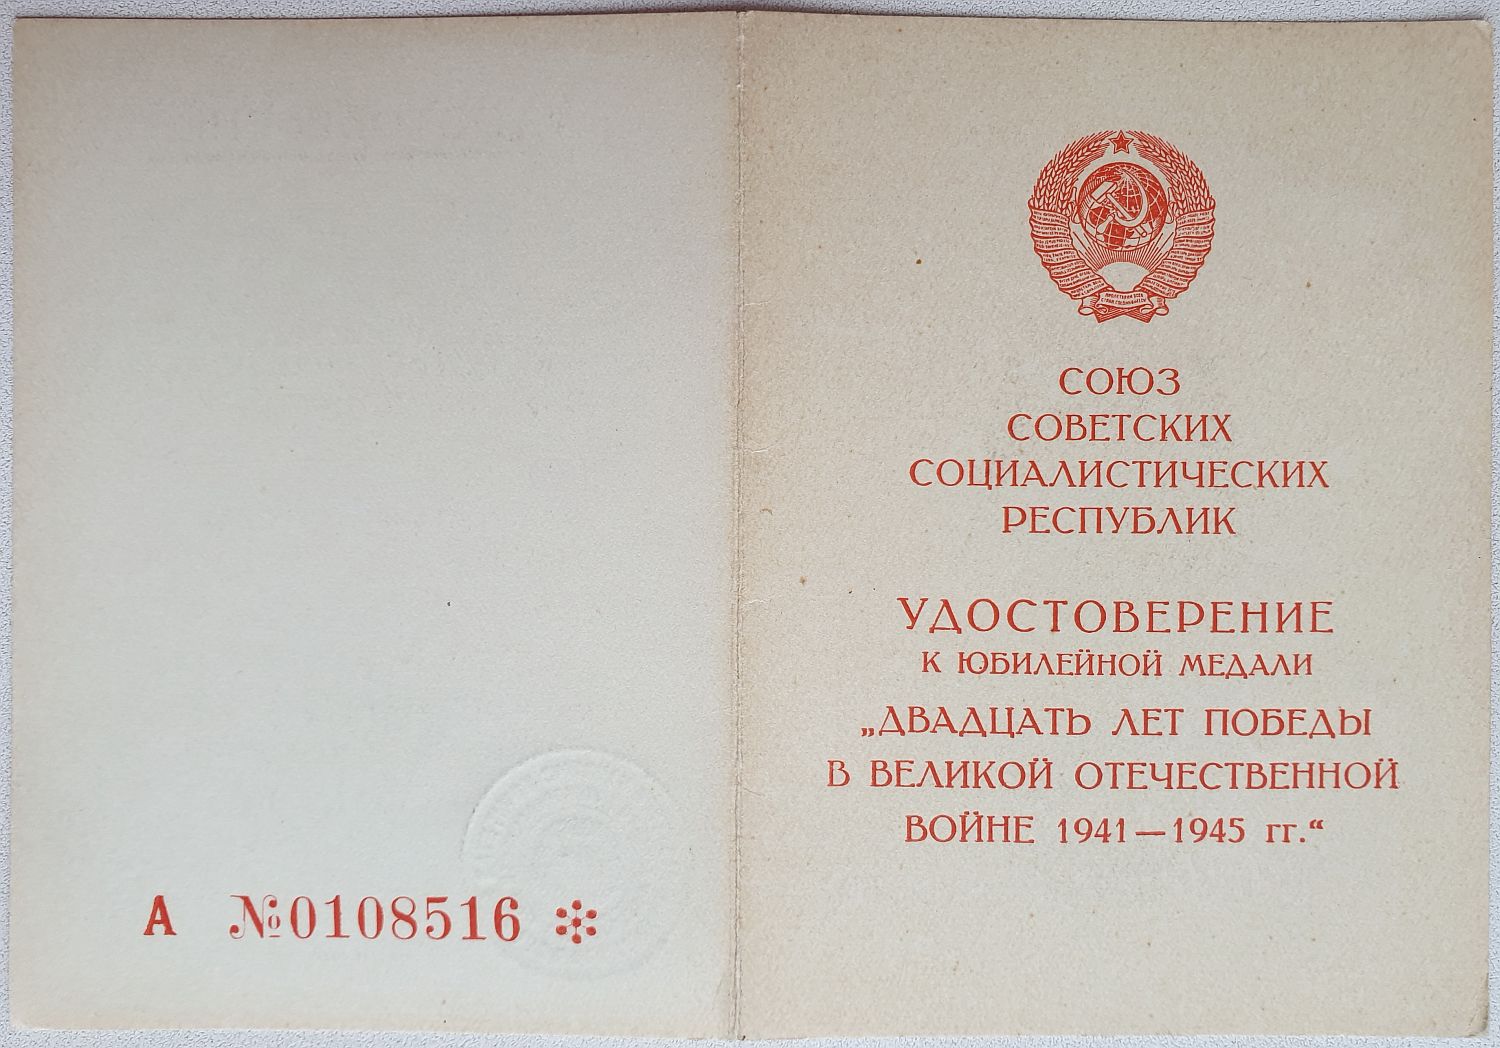 А №0108516
СОЮЗ
СОВЕТСКИХ
СОЦИАЛИСТИЧЕСКИХ
РЕСПУБЛИК
УДОСТОВЕРЕНИЕ
К ЮБИЛЕЙНОЙ МЕДАЛИ
„ДВАДЦАТЬ ЛЕТ ПОБЕДЫ
В ВЕЛИКОЙ ОТЕЧЕСТВЕННОЙ
ВОЙНЕ 1941—1945 гг.“